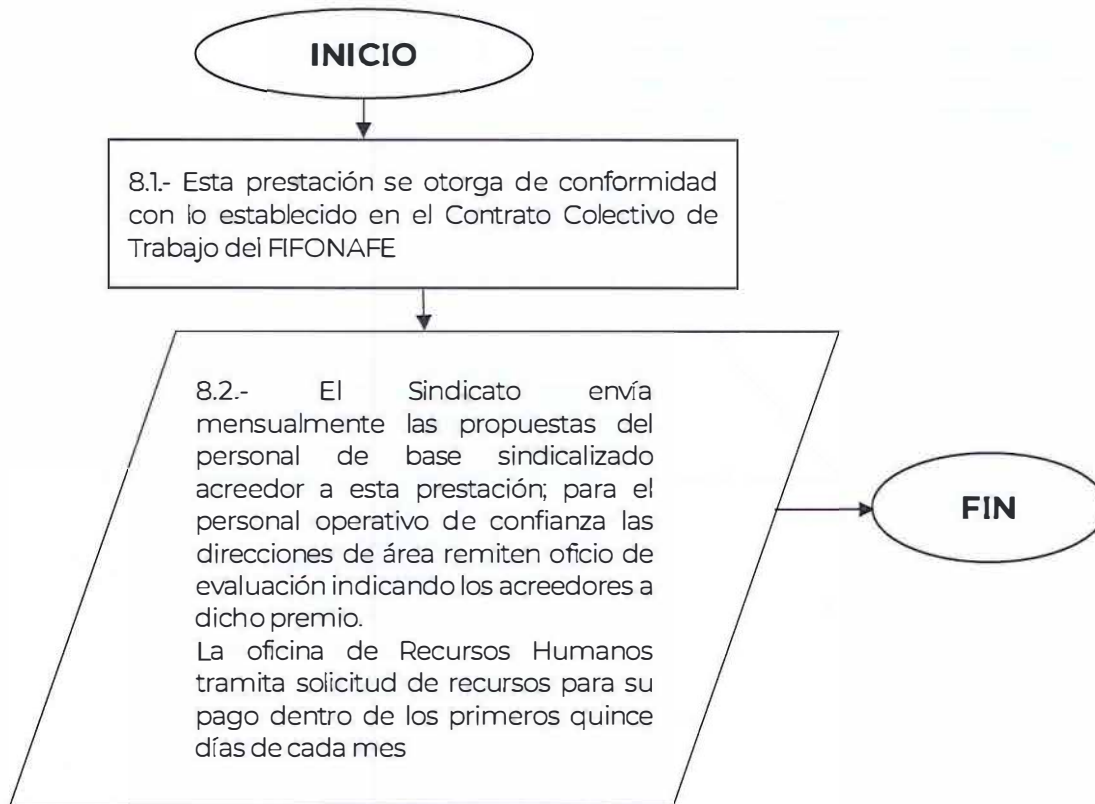 INICIO
8.1.- Esta prestación se otorga de conformidad
con lo establecido en el Contrato Colectivo de
Trabajo del FIFONAFE
8.2.- El Sindicato envía
mensualmente las propuestas del
personal de base sindicalizado
acreedor a esta prestación; para el
personal operativo de confianza las
direcciones de área remiten oficio de
evaluación indicando los acreedores a
dicho premio.
La oficina de Recursos Humanos
tramita solicitud de recursos para su
pago dentro de los primeros quince
días de cada mes
FIN